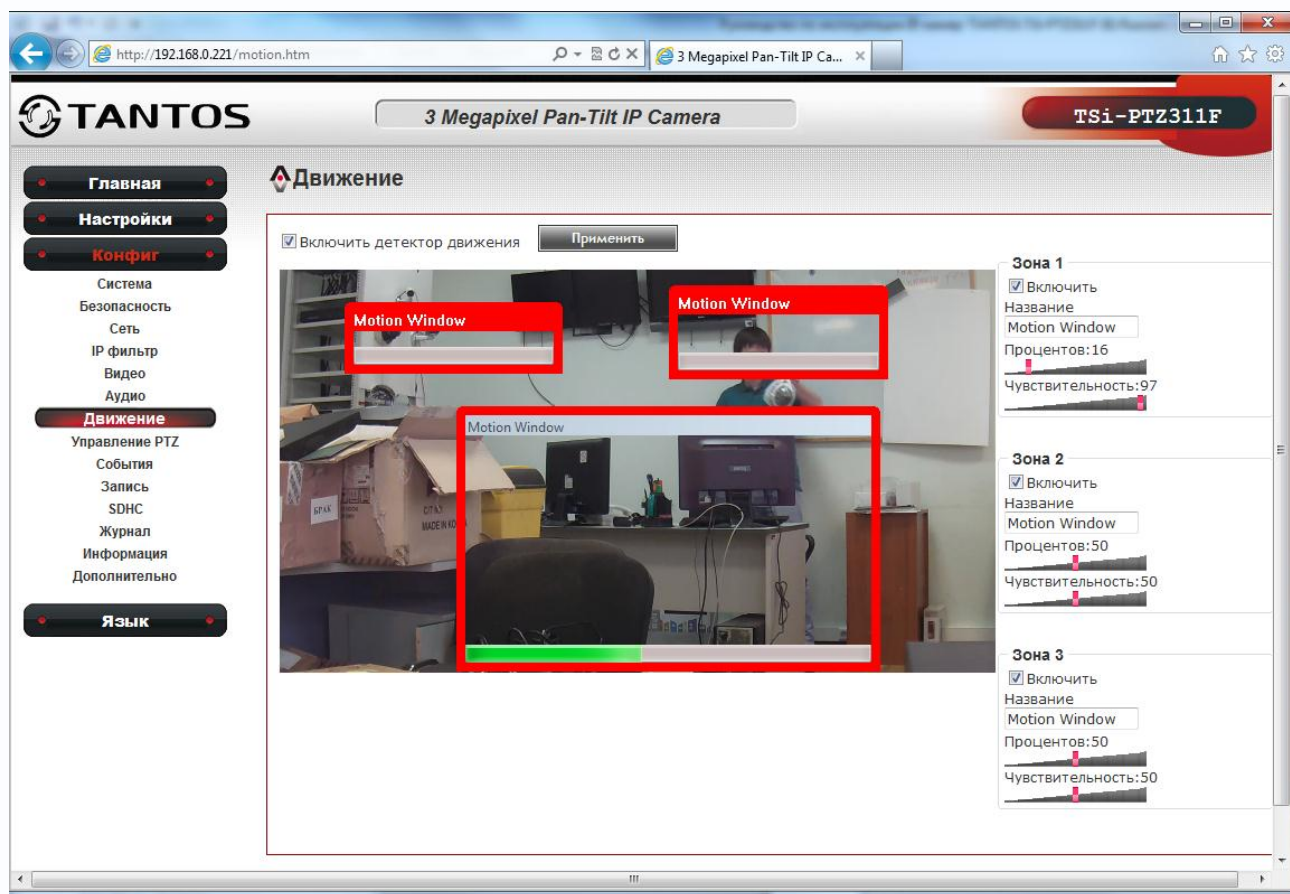 http://192.168.0.221/motion.htm
3 Megapixel Pan-Tilt IP Ca...
TANTOS
3 Megapixel Pan-Tilt IP Camera
TSi-PTZ311F
Главная
Настройки
Конфиг
Система
Безопасность
Сеть
IP фильтр
Видео
Аудио
Движение
Управление PTZ
События
Запись
SDHC
Журнал
Информация
Дополнительно
Язык
Движение
Включить детектор движения
Применить
Motion Window
Motion Window
Motion Window
БРАК
MADE IN KO
Зона 1
Включить
Название
Motion Window
Процентов:16
Чувствительность:97
Зона 2
Включить
Название
Motion Window
Процентов:50
Чувствительность:50
Зона 3
Включить
Название
Motion Window
Процентов:50
Чувствительность:50